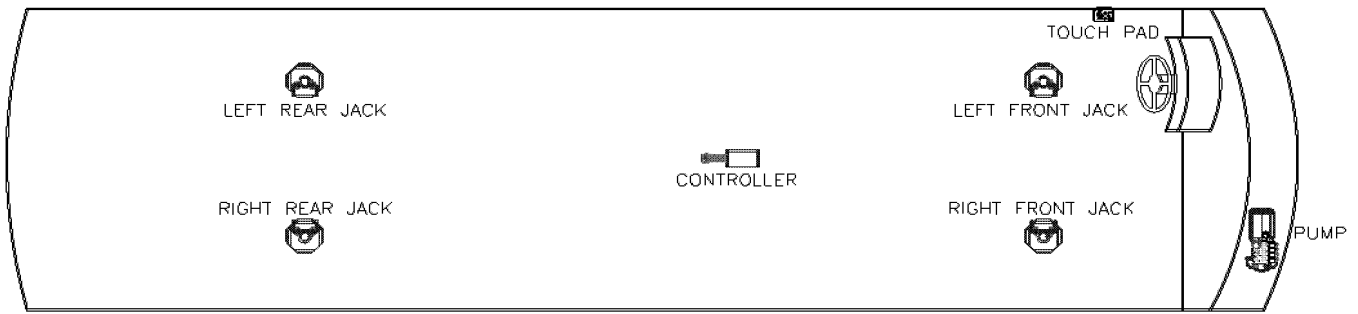 TOUCH PAD
LEFT REAR JACK
LEFT FRONT JACK
CONTROLLER
RIGHT REAR JACK
RIGHT FRONT JACK
PUMP